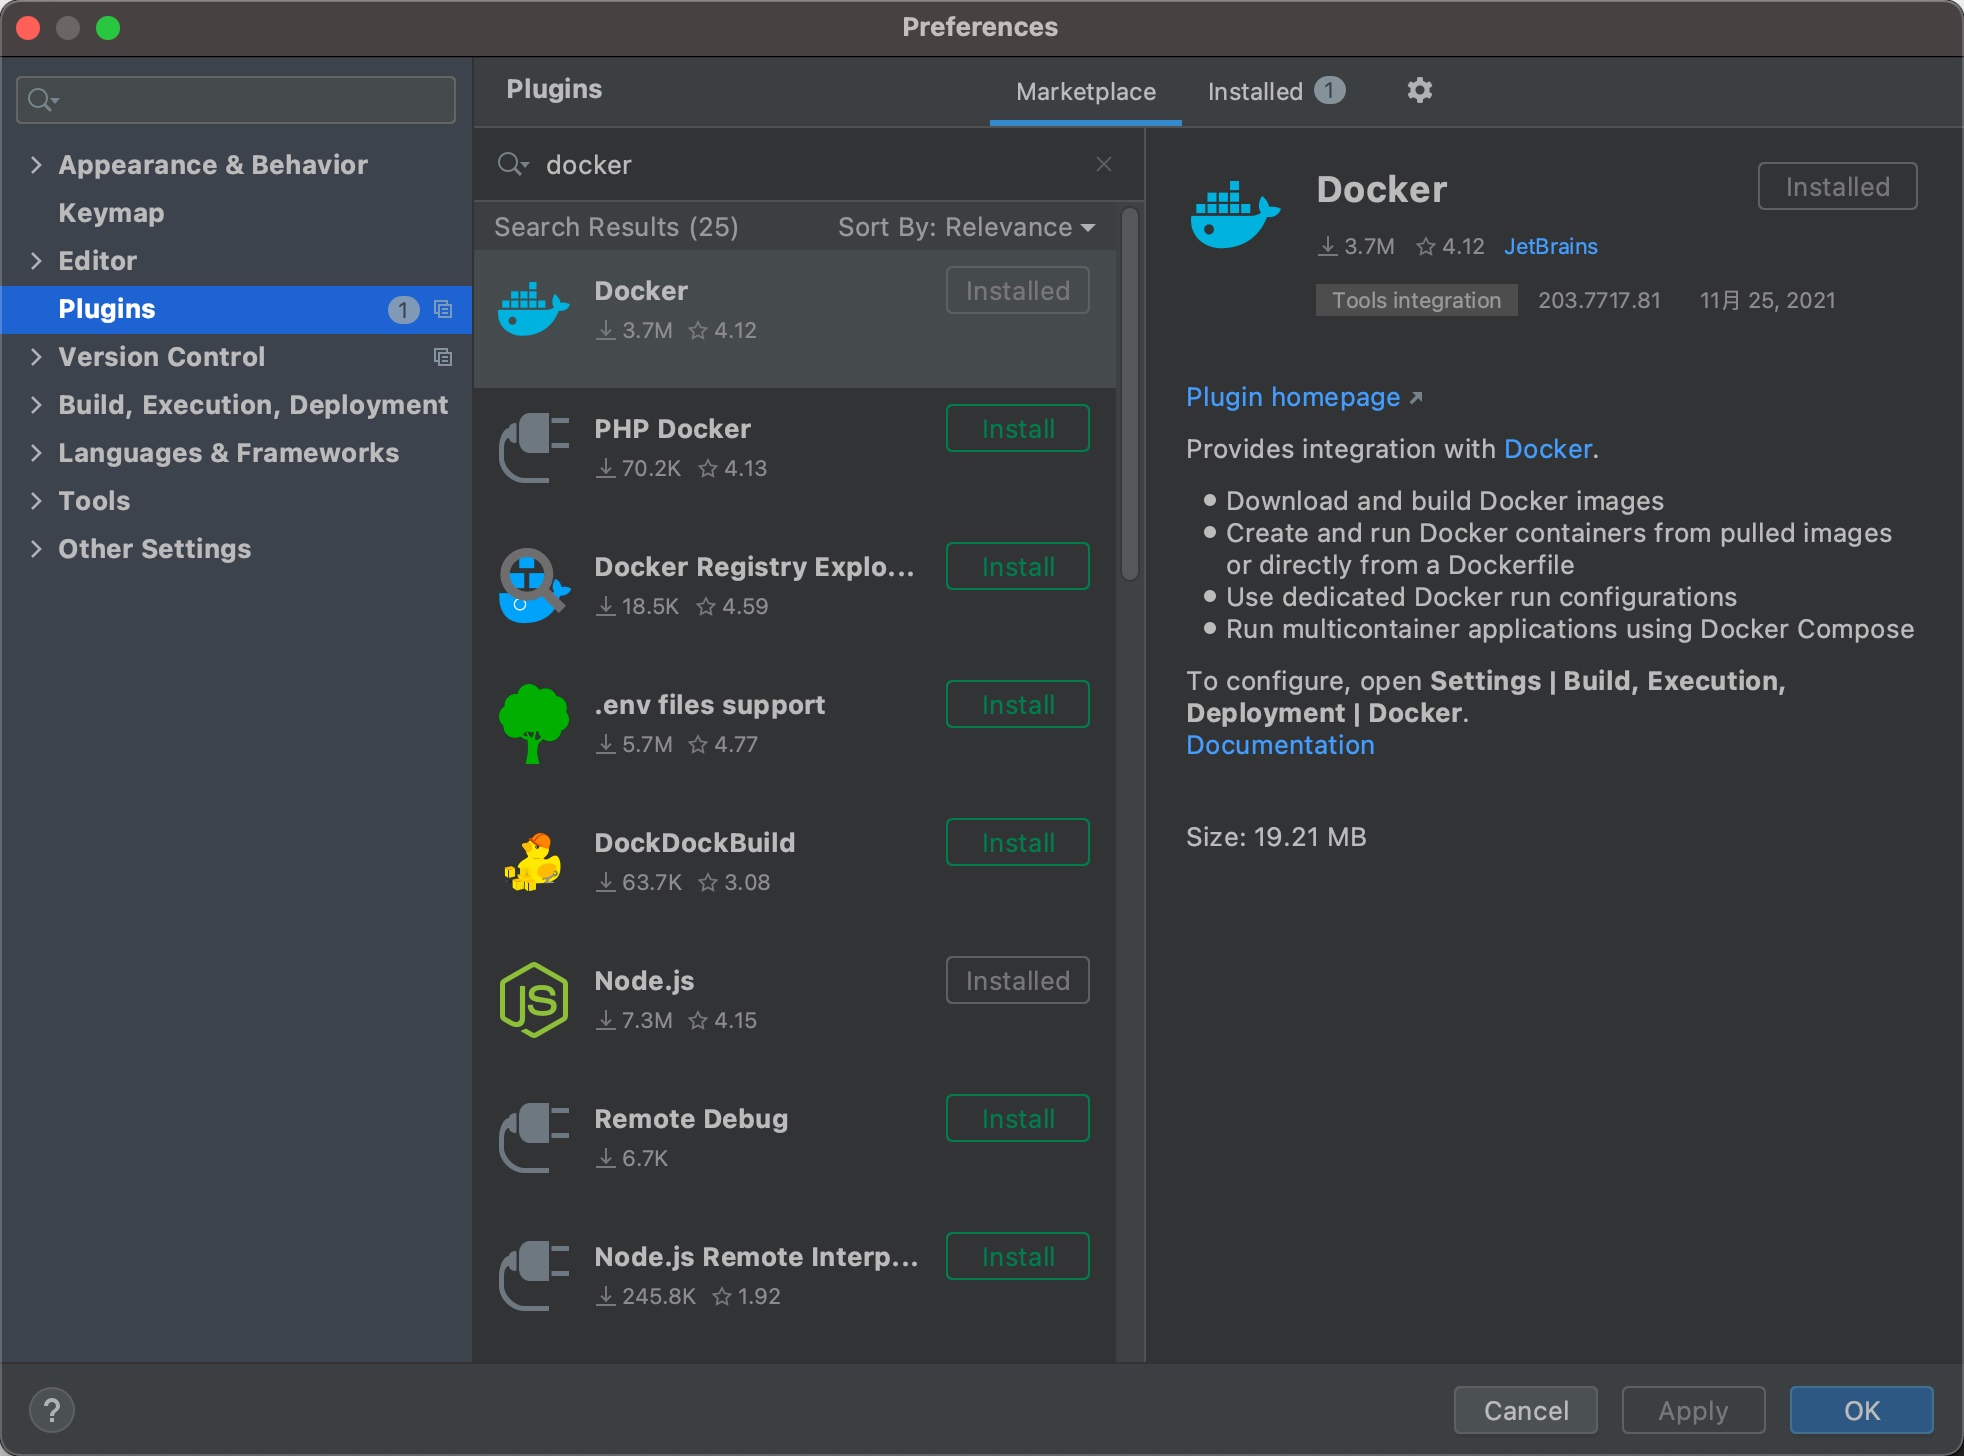 Preferences
Appearance & Behavior
Keymap
Editor
Plugins 1
Version Control
Build, Execution, Deployment
Languages & Frameworks
Tools
Other Settings
Plugins
Marketplace
Installed 1
docker
Search Results (25)
Sort By: Relevance
Docker
Installed
3.7M 4.12
PHP Docker
Install
70.2K 4.13
Docker Registry Explo...
Install
18.5K 4.59
.env files support
Install
5.7M 4.77
DockDockBuild
Install
63.7K 3.08
JS
Node.js
Installed
7.3M 4.15
Remote Debug
Install
6.7K
Node.js Remote Interp...
Install
245.8K 1.92
Docker
Installed
3.7M 4.12 JetBrains
Tools integration 203.7717.81 11月 25, 2021
Plugin homepage
Provides integration with Docker.
Download and build Docker images
Create and run Docker containers from pulled images
or directly from a Dockerfile
Use dedicated Docker run configurations
Run multicontainer applications using Docker Compose
To configure, open Settings | Build, Execution,
Deployment | Docker.
Documentation
Size: 19.21 MB
?
Cancel
Apply
OK